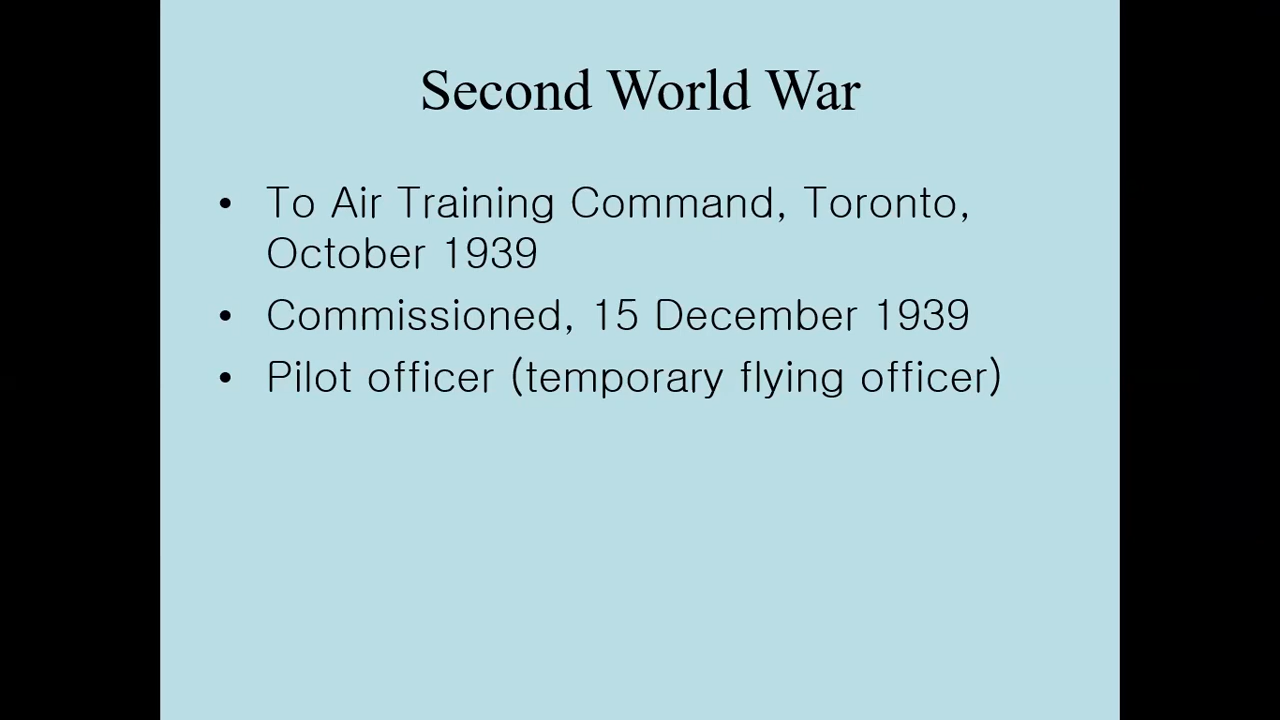 Second World War
• To Air Training Command, Toronto,
October 1939
• Commissioned, 15 December 1939
• Pilot officer (temporary flying officer)